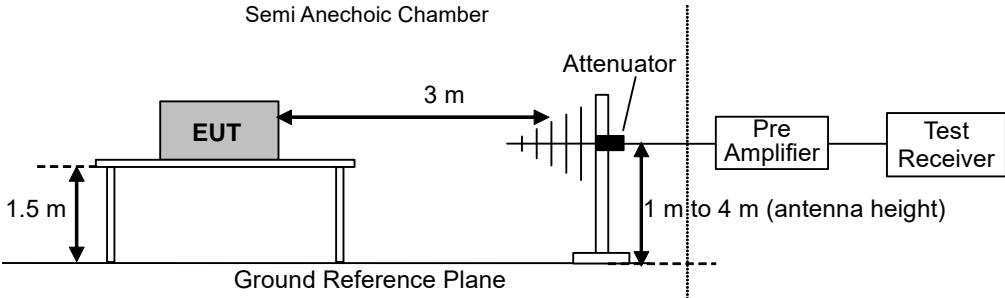 Semi Anechoic Chamber
Attenuator
3 m
EUT
Pre
Amplifier
Test
Receiver
1.5 m
1 m to 4 m (antenna height)
Ground Reference Plane